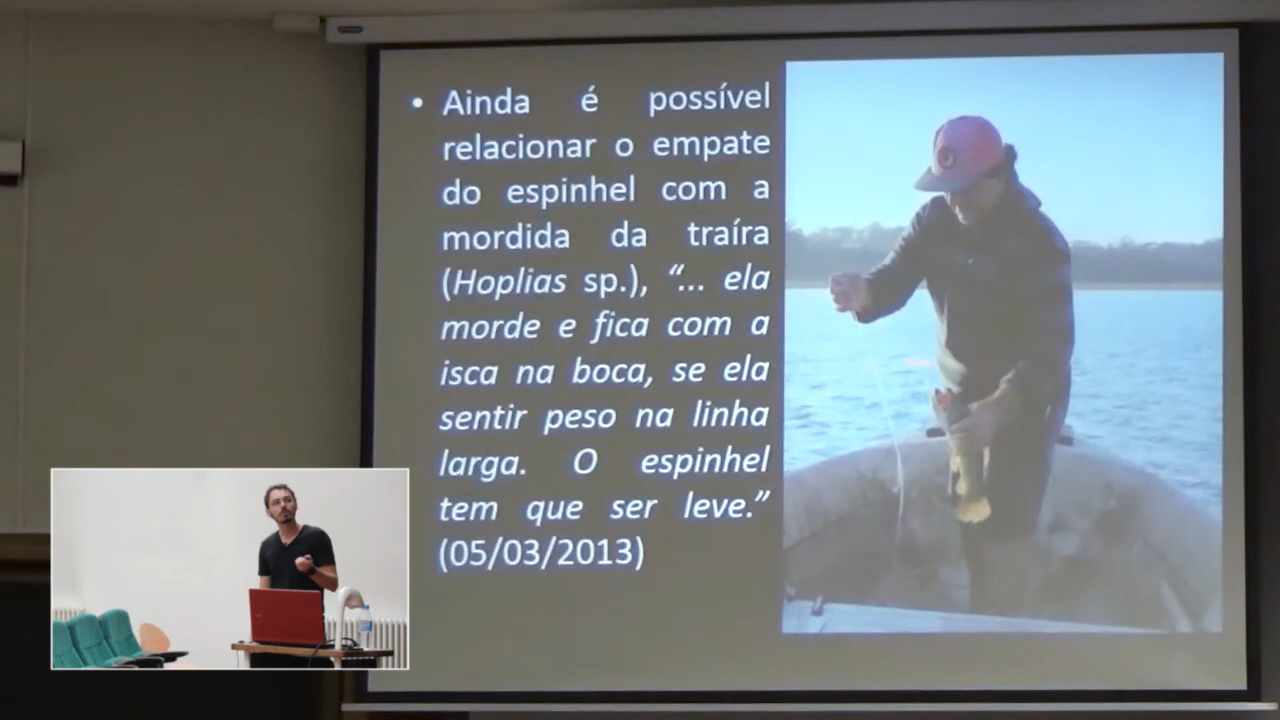 • Ainda é possível
relacionar o empate
do espinhel com a
mordida da traíra
(Hoplias sp.), “... ela
morde e fica com a
isca na boca, se ela
sentir peso na linha
larga. O espinhel
tem que ser leve.”
(05/03/2013)